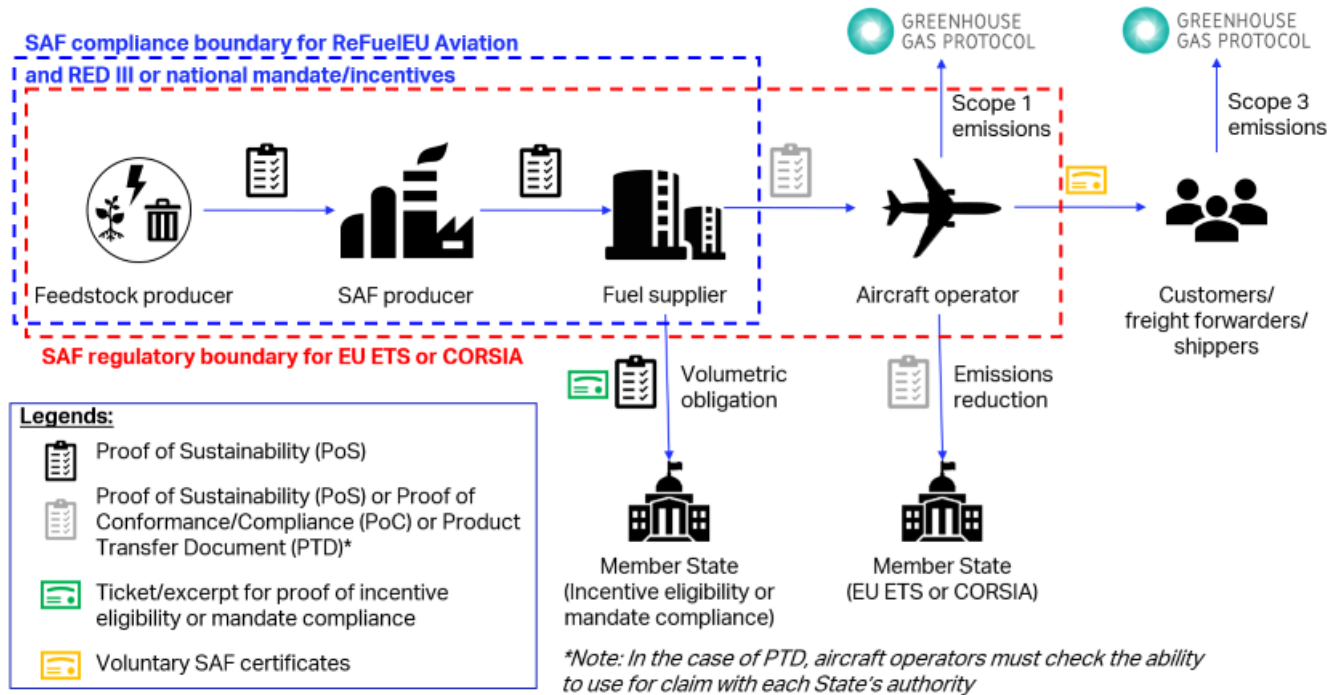 SAF compliance boundary for ReFuelEU Aviation
and RED III or national mandate/incentives
GREENHOUSE
GAS PROTOCOL
GREENHOUSE
GAS PROTOCOL
Scope 1
emissions
Scope 3
emissions
Feedstock producer
SAF producer
Fuel supplier
Aircraft operator
Customers/
freight forwarders/
shippers
SAF regulatory boundary for EU ETS or CORSIA
Volumetric
obligation
Emissions
reduction
Legends:
Proof of Sustainability (PoS)
Proof of Sustainability (PoS) or Proof of
Conformance/Compliance (PoC) or Product
Transfer Document (PTD)*
Ticket/excerpt for proof of incentive
eligibility or mandate compliance
Voluntary SAF certificates
Member State
(Incentive eligibility or
mandate compliance)
Member State
(EU ETS or CORSIA)
*Note: In the case of PTD, aircraft operators must check the ability
to use for claim with each State's authority